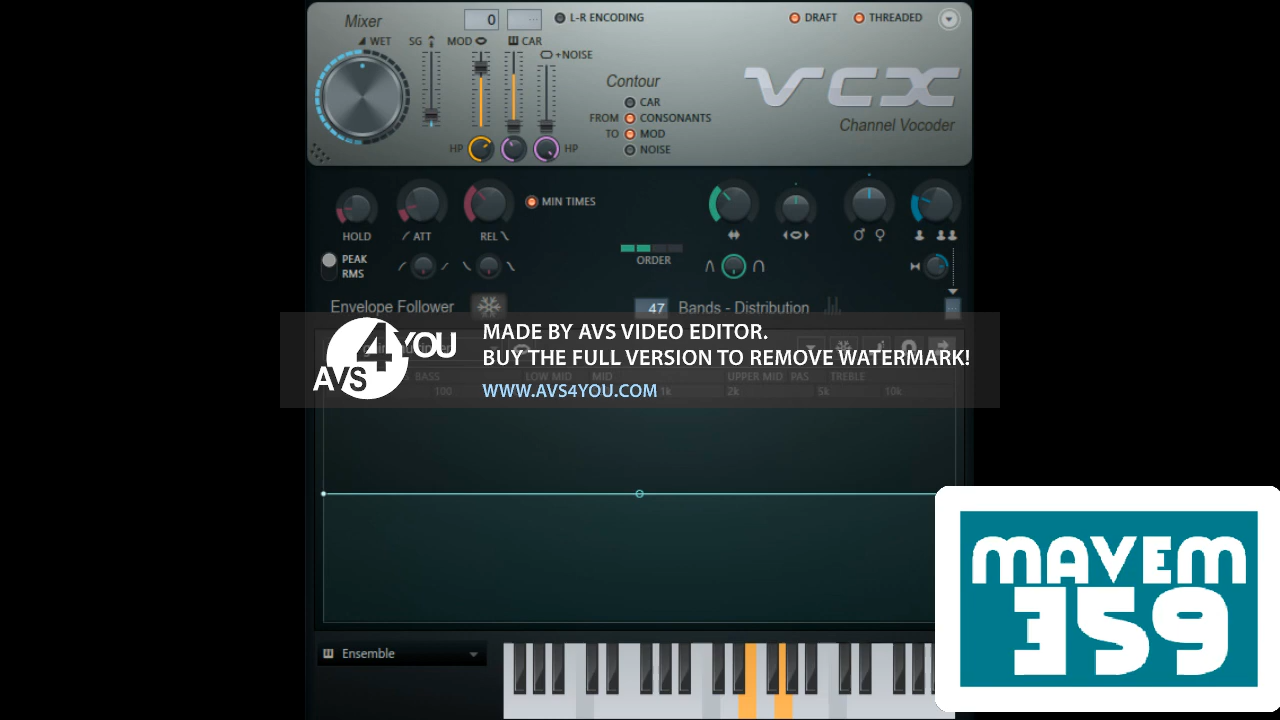 Mixer
0
L-R ENCODING
DRAFT
THREADED
WET
SG
MOD
CAR
+NOISE
Contour
CAR
FROM
CONSONANTS
TO
MOD
NOISE
HP
HP
VCX
Channel Vocoder
HOLD
ATT
REL
MIN TIMES
PEAK
RMS
ORDER
Envelope Follower
47
Bands - Distribution
AVS
4
YOU
MADE BY AVS VIDEO EDITOR.
BUY THE FULL VERSION TO REMOVE WATERMARK!
WWW.AVS4YOU.COM
BASS
LOW MID
MID
UPPER MID
PAS
TREBLE
100
1k
2k
5k
10k
Ensemble
MAVEM
359